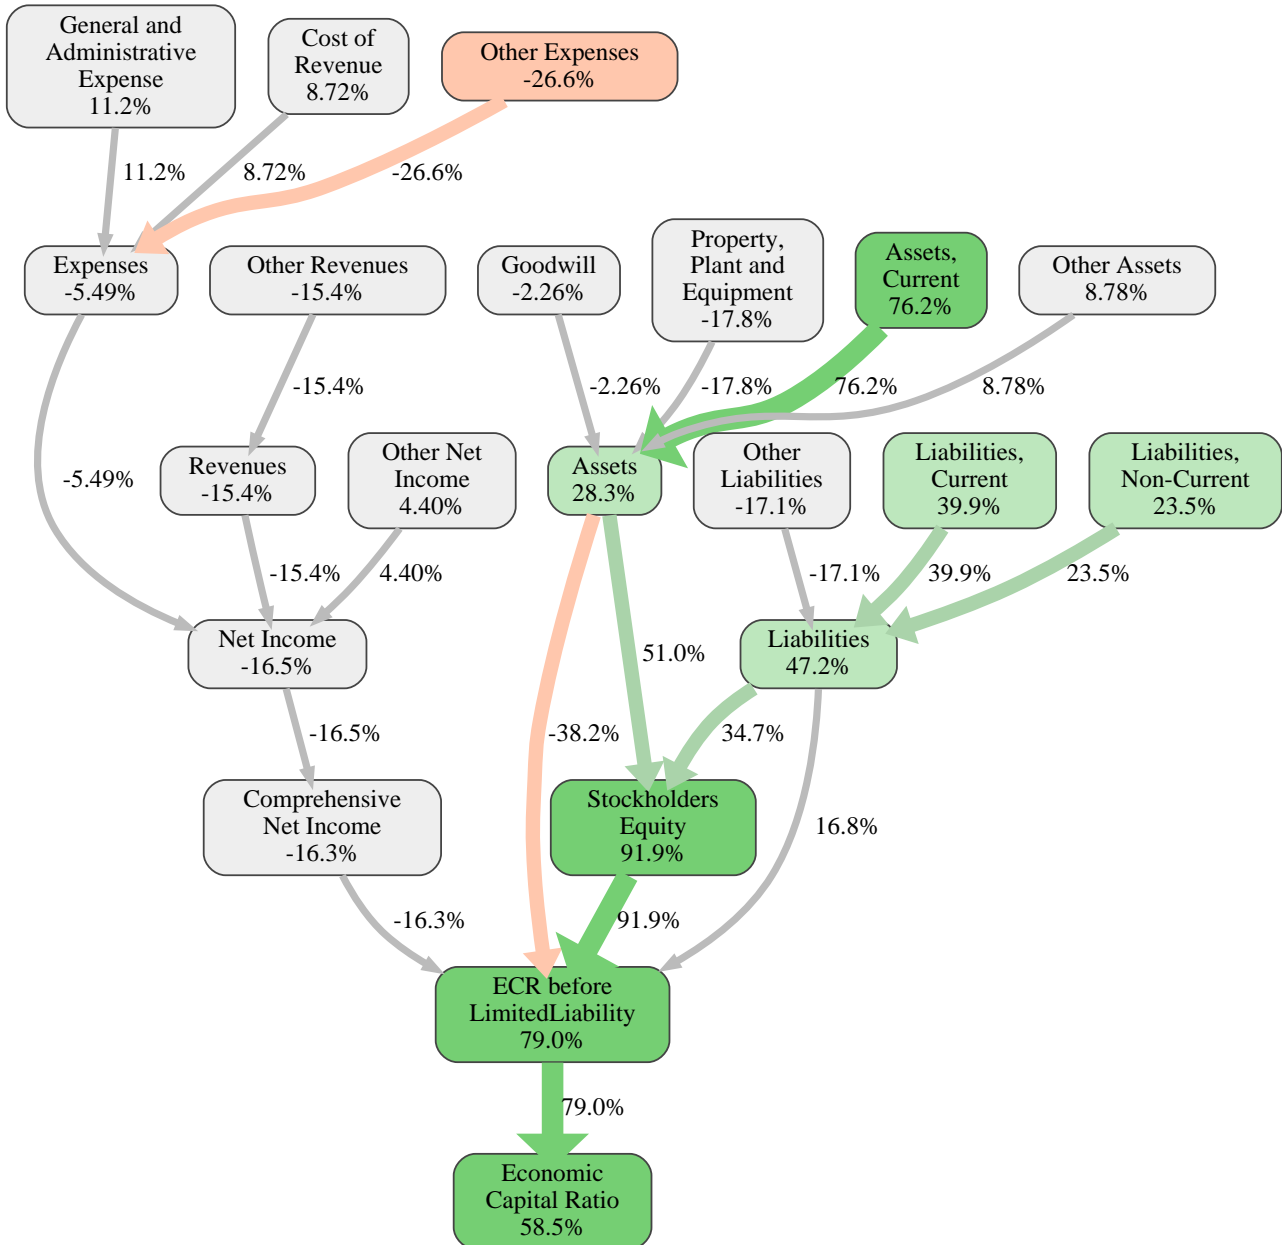 General and
Administrative
Expense
11.2%
Cost of
Revenue
8.72%
Other Expenses
-26.6%
11.2%
8.72%
-26.6%
Expenses
-5.49%
Other Revenues
-15.4%
Goodwill
-2.26%
Property,
Plant and
Equipment
-17.8%
Assets,
Current
76.2%
Other Assets
8.78%
-15.4%
-2.26%
-17.8%
76.2%
8.78%
-5.49%
Revenues
-15.4%
Other Net
Income
4.40%
Assets
28.3%
Other
Liabilities
-17.1%
Liabilities,
Current
39.9%
Liabilities,
Non-Current
23.5%
-15.4%
4.40%
-17.1%
39.9%
23.5%
Net Income
-16.5%
51.0%
Liabilities
47.2%
-16.5%
-38.2%
34.7%
Comprehensive
Net Income
-16.3%
Stockholders
Equity
91.9%
16.8%
-16.3%
91.9%
ECR before
LimitedLiability
79.0%
79.0%
Economic
Capital Ratio
58.5%